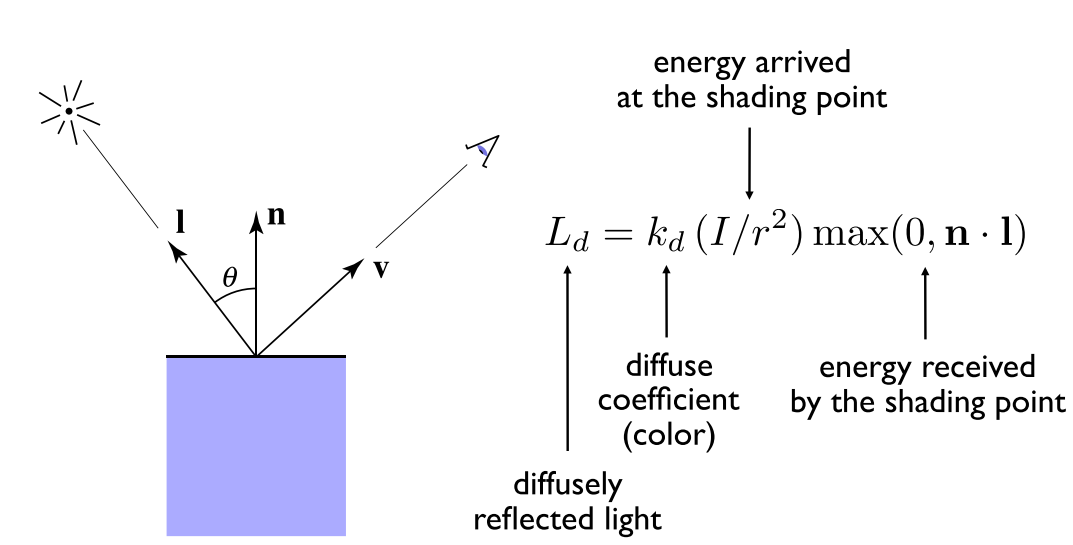 l
n
θ
v
energy arrived
at the shading point
L_d = k_d (I/r²) max(0, n · l)
diffuse
coefficient
(color)
energy received
by the shading point
diffusely
reflected light